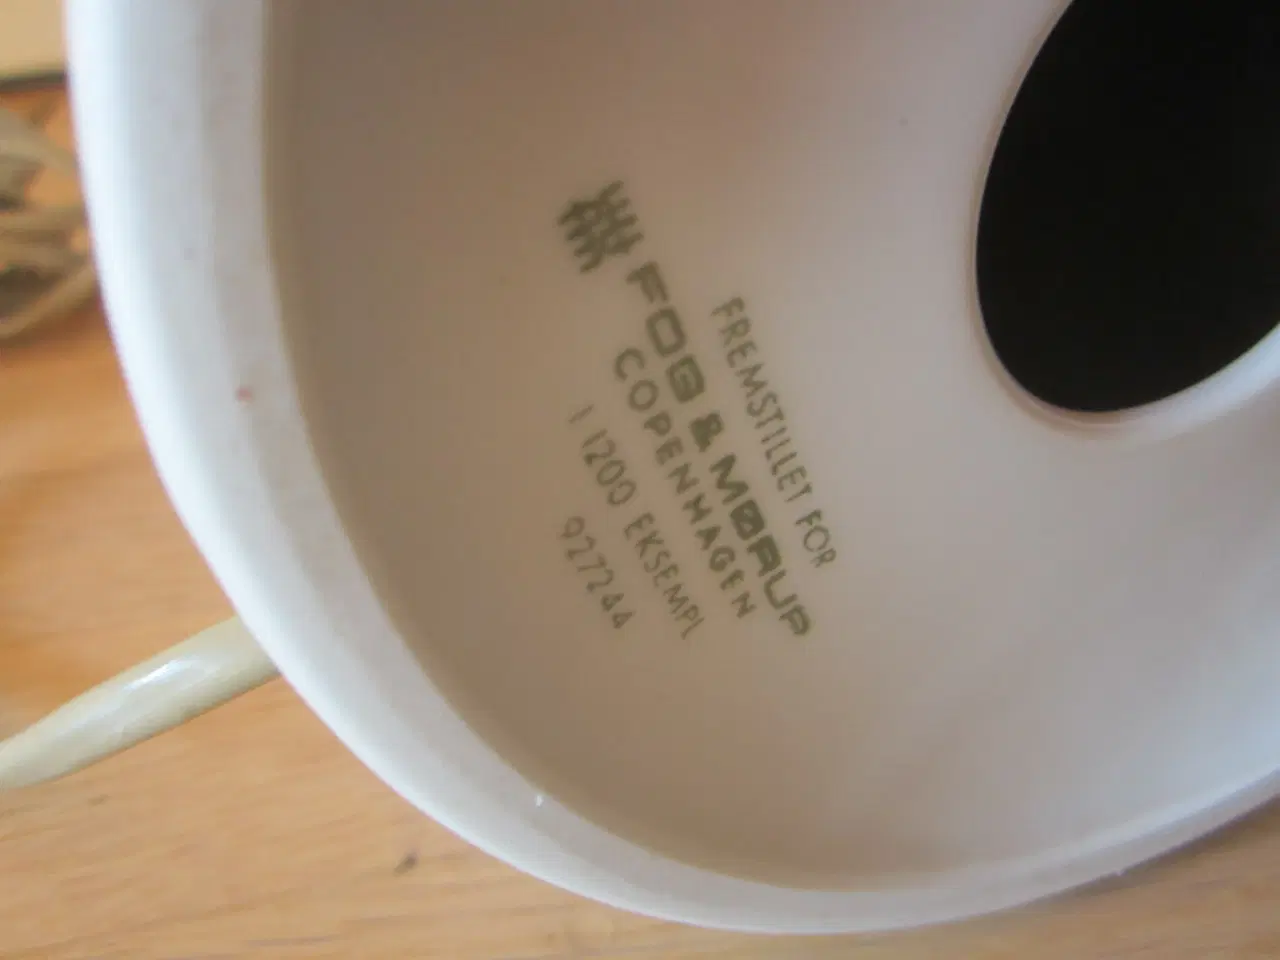 FREMSTILLET FOR
FOG & MØRUP
COPENHAGEN
I 1200 EKSEMPL
927244